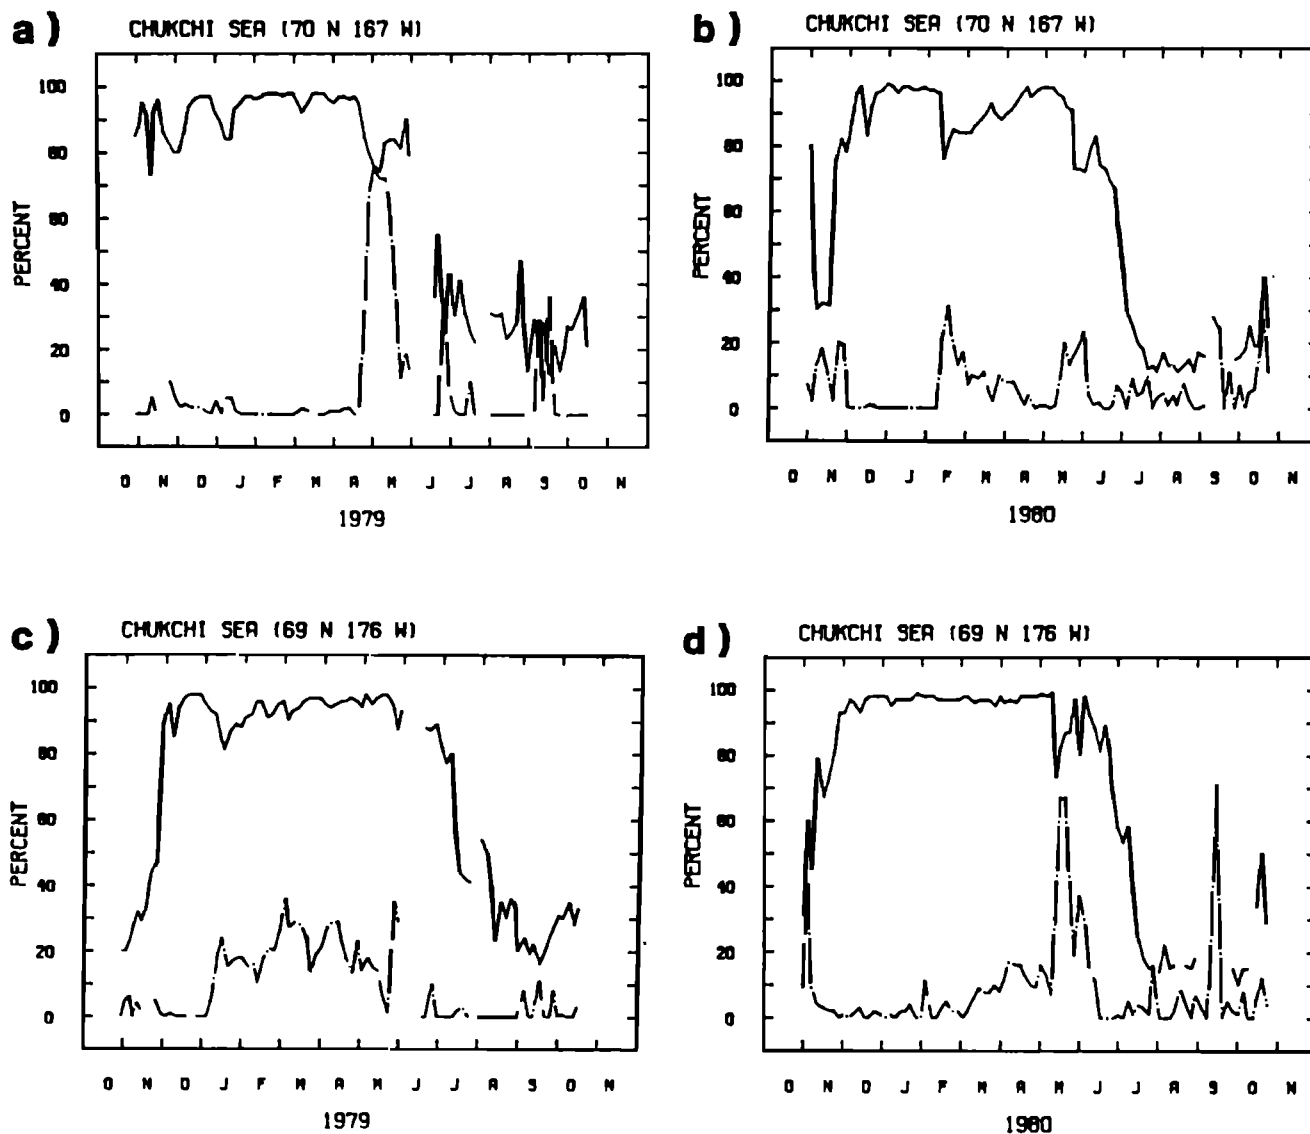 a) CHUKCHI SEA (70 N 167 W)
100
80
60
40
20
0
PERCENT
O N D J F M A M J J A S O N
1979
b) CHUKCHI SEA (70 N 167 W)
100
80
60
40
20
0
PERCENT
O N D J F M A M J J A S O N
1980
c) CHUKCHI SEA (69 N 176 W)
100
80
60
40
20
0
PERCENT
O N D J F M A M J J A S O N
1979
d) CHUKCHI SEA (69 N 176 W)
100
80
60
40
20
0
PERCENT
O N D J F M A M J J A S O N
1980